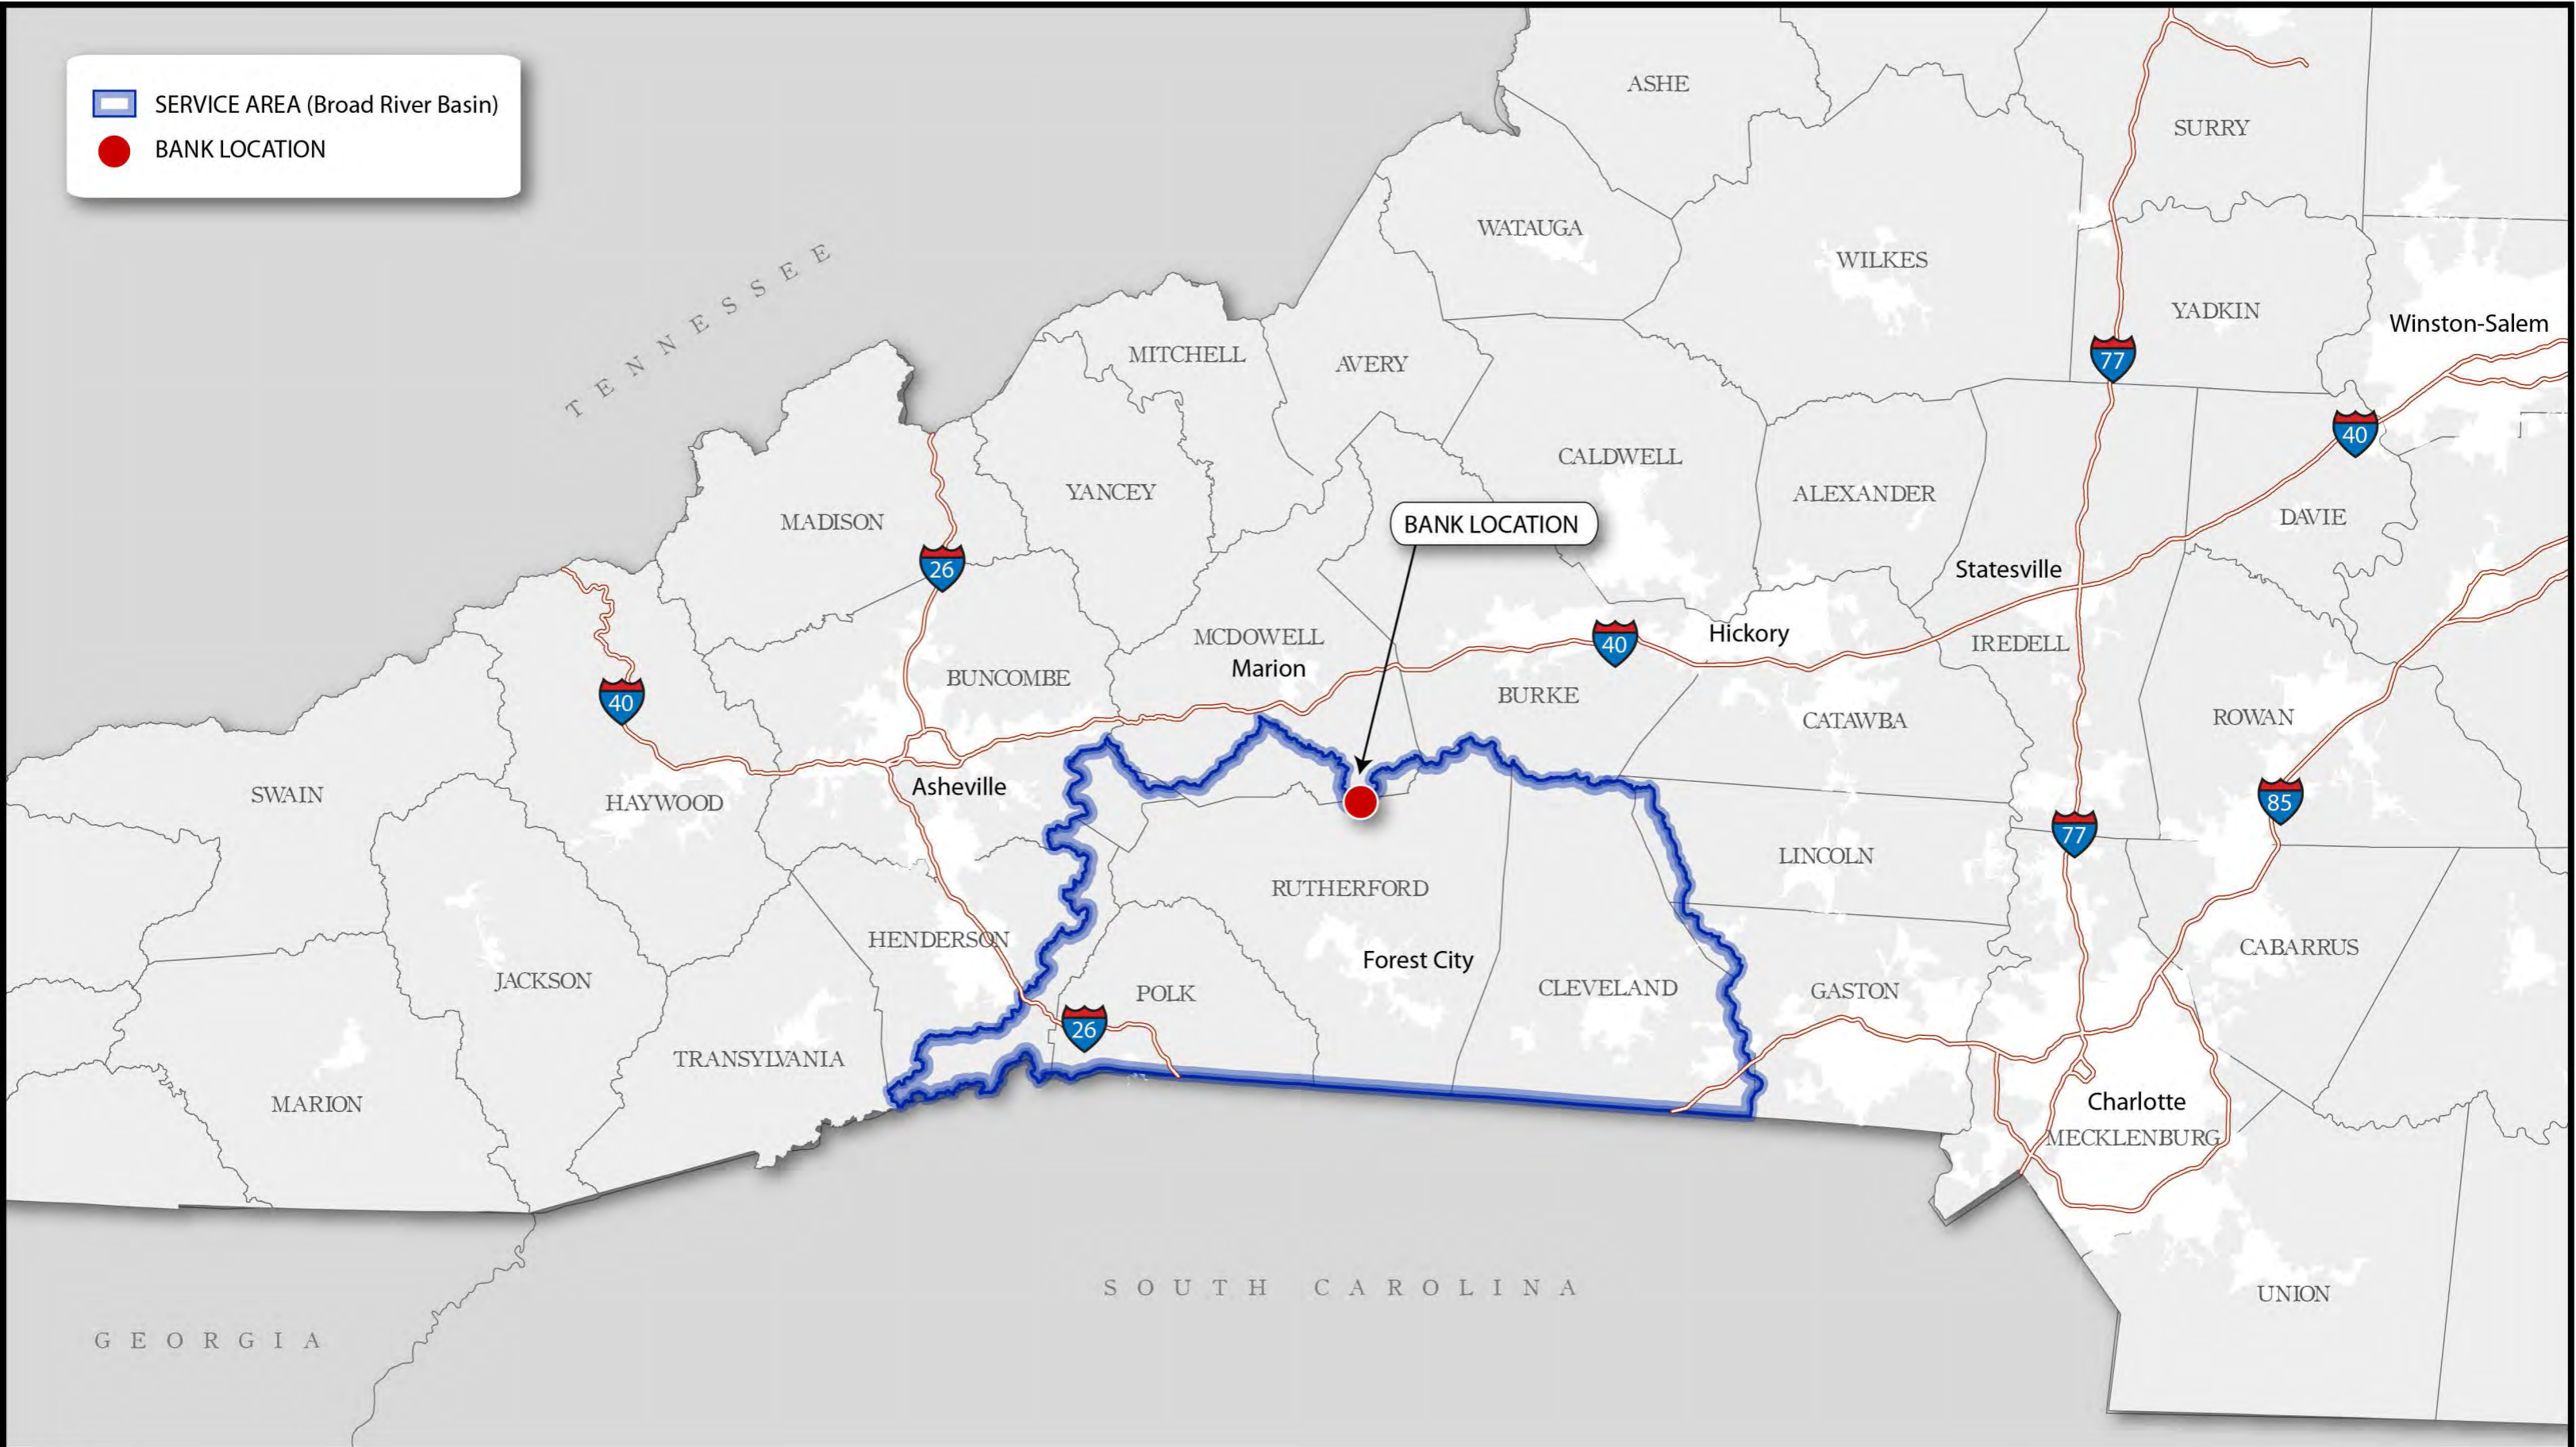 SERVICE AREA (Broad River Basin)
BANK LOCATION
ASHE
SURRY
WATAUGA
WILKES
TENNESSEE
YADKIN
Winston-Salem
MITCHELL
AVERY
77
40
CALDWELL
YANCEY
ALEXANDER
MADISON
BANK LOCATION
DAVIE
26
Statesville
MCDOWELL
Marion
40
Hickory
IREDELL
BUNCOMBE
BURKE
40
CATAWBA
ROWAN
SWAIN
HAYWOOD
Asheville
85
77
LINCOLN
RUTHERFORD
HENDERSON
Forest City
CABARRUS
JACKSON
POLK
CLEVELAND
GASTON
26
TRANSYLVANIA
MARION
Charlotte
MECKLENBURG
SOUTH CAROLINA
UNION
GEORGIA